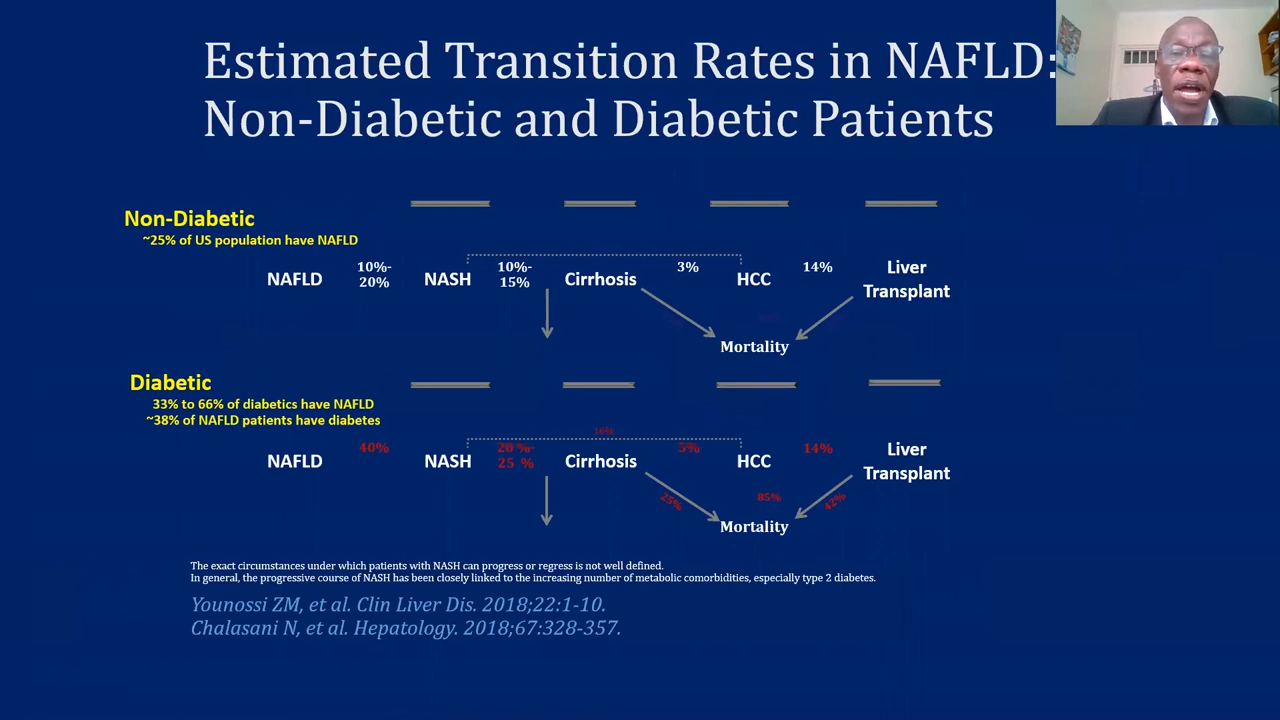 Estimated Transition Rates in NAFLD:
Non-Diabetic and Diabetic Patients
Non-Diabetic
~25% of US population have NAFLD
NAFLD
10%-
20%
NASH
10%-
15%
Cirrhosis
3%
HCC
14%
Liver
Transplant
Mortality
Diabetic
33% to 66% of diabetics have NAFLD
~38% of NAFLD patients have diabetes
NAFLD
40%
NASH
20 %-
25 %
Cirrhosis
5%
HCC
14%
Liver
Transplant
25%
85%
42%
Mortality
The exact circumstances under which patients with NASH can progress or regress is not well defined.
In general, the progressive course of NASH has been closely linked to the increasing number of metabolic comorbidities, especially type 2 diabetes.
Younossi ZM, et al. Clin Liver Dis. 2018;22:1-10.
Chalasani N, et al. Hepatology. 2018;67:328-357.